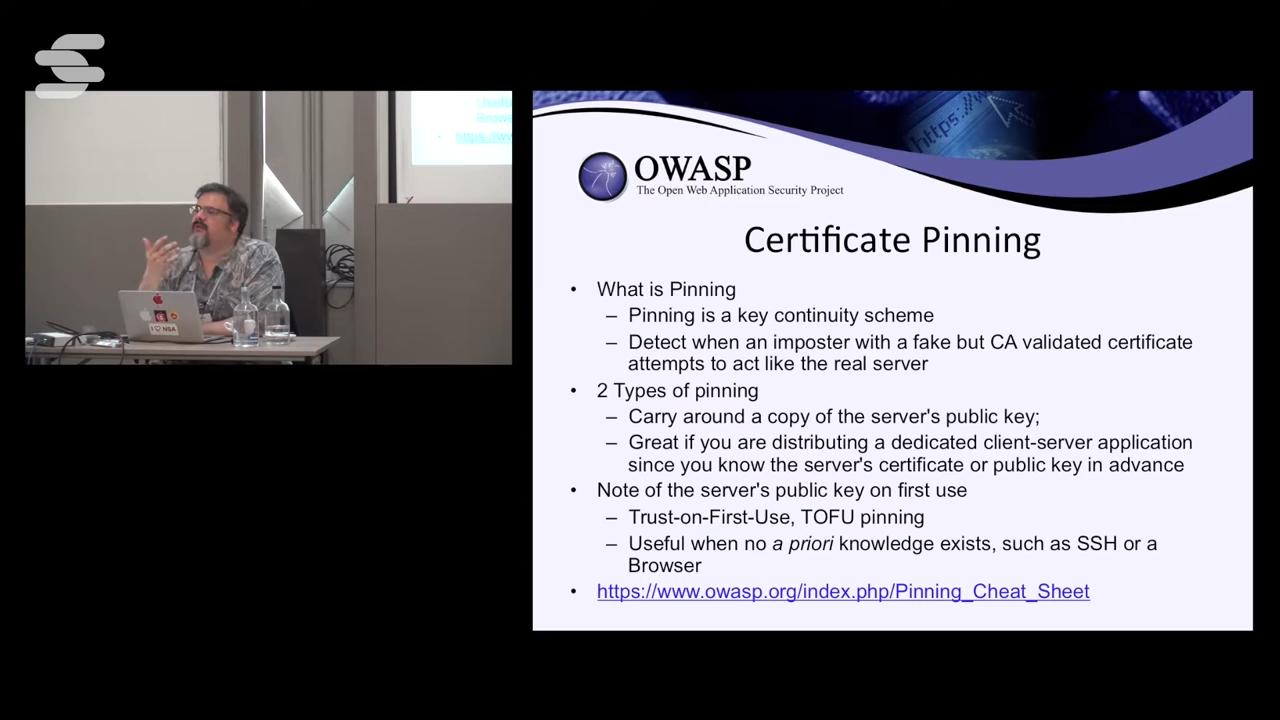 Usef
Brows
https://ww
I ♡ NSA
https://w
OWASP
The Open Web Application Security Project
Certificate Pinning
• What is Pinning
– Pinning is a key continuity scheme
– Detect when an imposter with a fake but CA validated certificate
attempts to act like the real server
• 2 Types of pinning
– Carry around a copy of the server's public key;
– Great if you are distributing a dedicated client-server application
since you know the server's certificate or public key in advance
• Note of the server's public key on first use
– Trust-on-First-Use, TOFU pinning
– Useful when no a priori knowledge exists, such as SSH or a
Browser
• https://www.owasp.org/index.php/Pinning_Cheat_Sheet